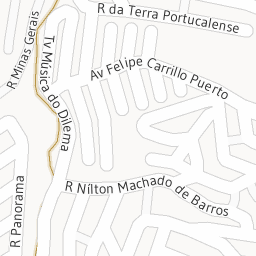 R da Terra Portucalense
R Minas Gerais
Tv Música do Dilema
Av Felipe Carrillo Puerto
R Nílton Machado de Barros
R Panorama